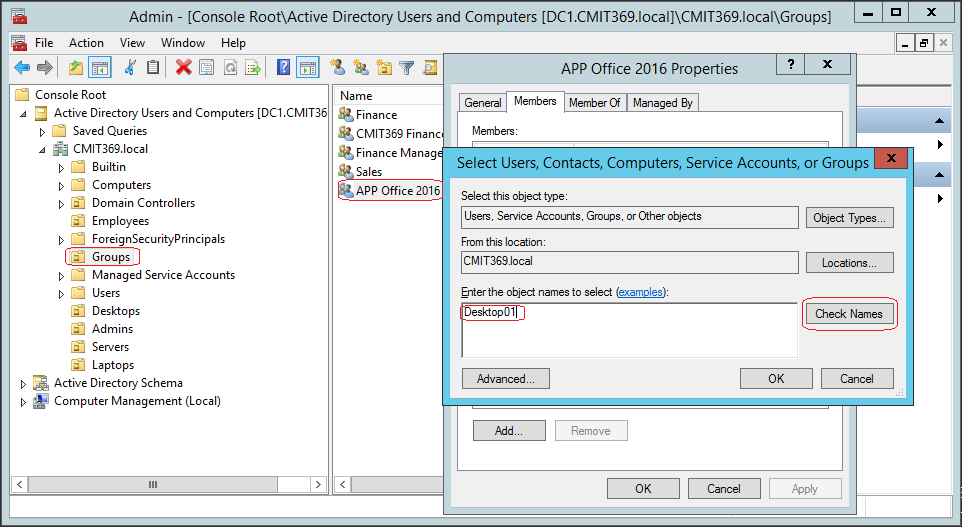 Admin - [Console Root\Active Directory Users and Computers [DC1.CMIT369.local]\CMIT369.local\Groups]
File Action View Window Help
Console Root
Active Directory Users and Computers [DC1.CMIT36
Saved Queries
CMIT369.local
Builtin
Computers
Domain Controllers
Employees
ForeignSecurityPrincipals
Groups
Managed Service Accounts
Users
Desktops
Admins
Servers
Laptops
Active Directory Schema
Computer Management (Local)
Name
Finance
CMIT369 Finance
Finance Manage
Sales
APP Office 2016
APP Office 2016 Properties
General Members Member Of Managed By
Members:
Select Users, Contacts, Computers, Service Accounts, or Groups
Select this object type:
Users, Service Accounts, Groups, or Other objects
Object Types...
From this location:
CMIT369.local
Locations...
Enter the object names to select (examples):
Desktop01
Check Names
Advanced...
OK
Cancel
Add...
Remove
OK
Cancel
Apply